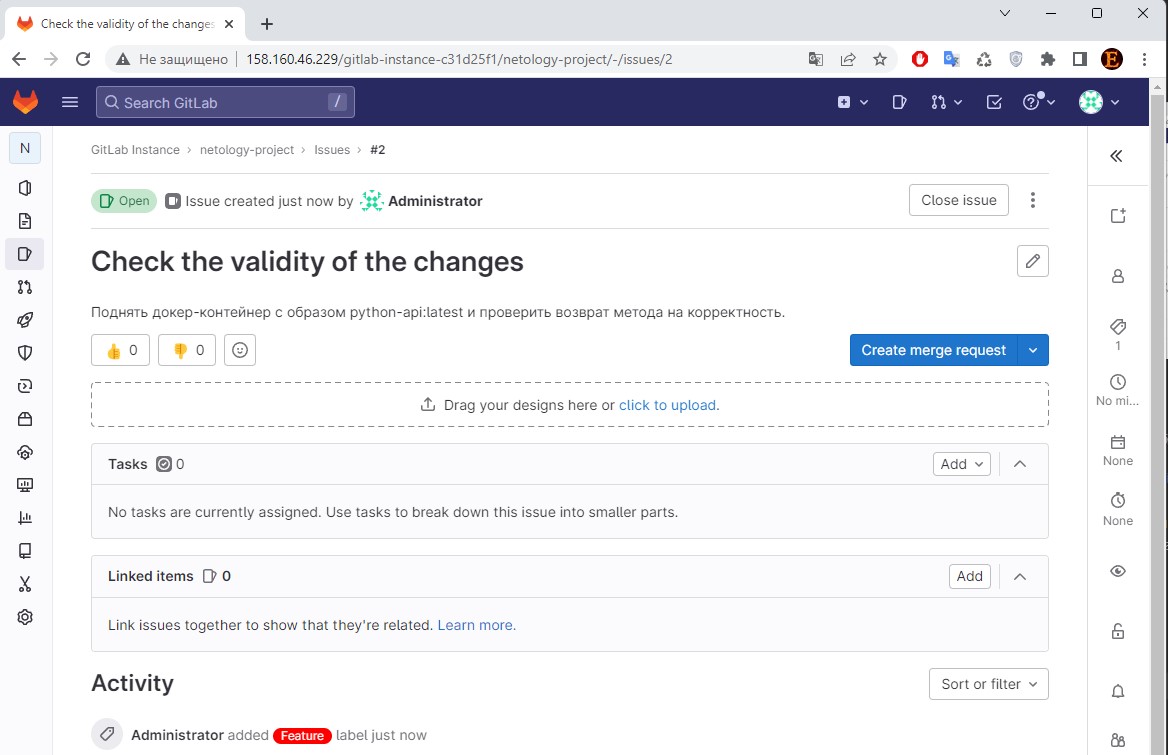 Check the validity of the changes
Не защищено 158.160.46.229/gitlab-instance-c31d25f1/netology-project/-/issues/2
Search GitLab /
N
GitLab Instance › netology-project › Issues › #2
Open Issue created just now by Administrator Close issue
Check the validity of the changes
Поднять докер-контейнер с образом python-api:latest и проверить возврат метода на корректность.
0 0 Create merge request
1
Drag your designs here or click to upload.
No mi...
Tasks 0 Add
None
No tasks are currently assigned. Use tasks to break down this issue into smaller parts.
None
Linked items 0 Add
Link issues together to show that they're related. Learn more.
Activity Sort or filter
Administrator added Feature label just now